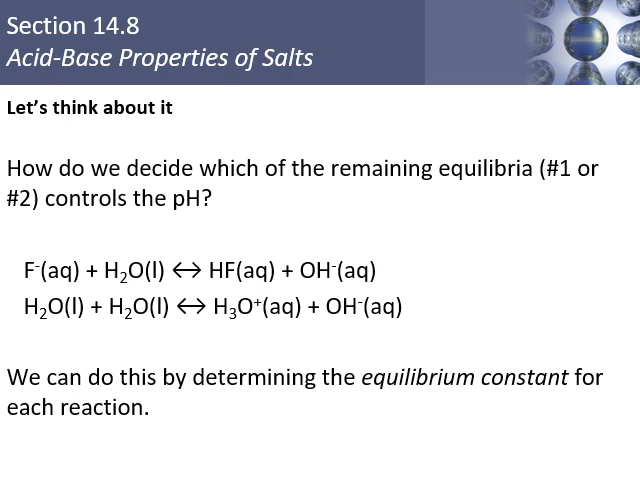 Section 14.8
Acid-Base Properties of Salts
Let's think about it
How do we decide which of the remaining equilibria (#1 or
#2) controls the pH?
F⁻(aq) + H₂O(l) ↔ HF(aq) + OH⁻(aq)
H₂O(l) + H₂O(l) ↔ H₃O⁺(aq) + OH⁻(aq)
We can do this by determining the equilibrium constant for
each reaction.